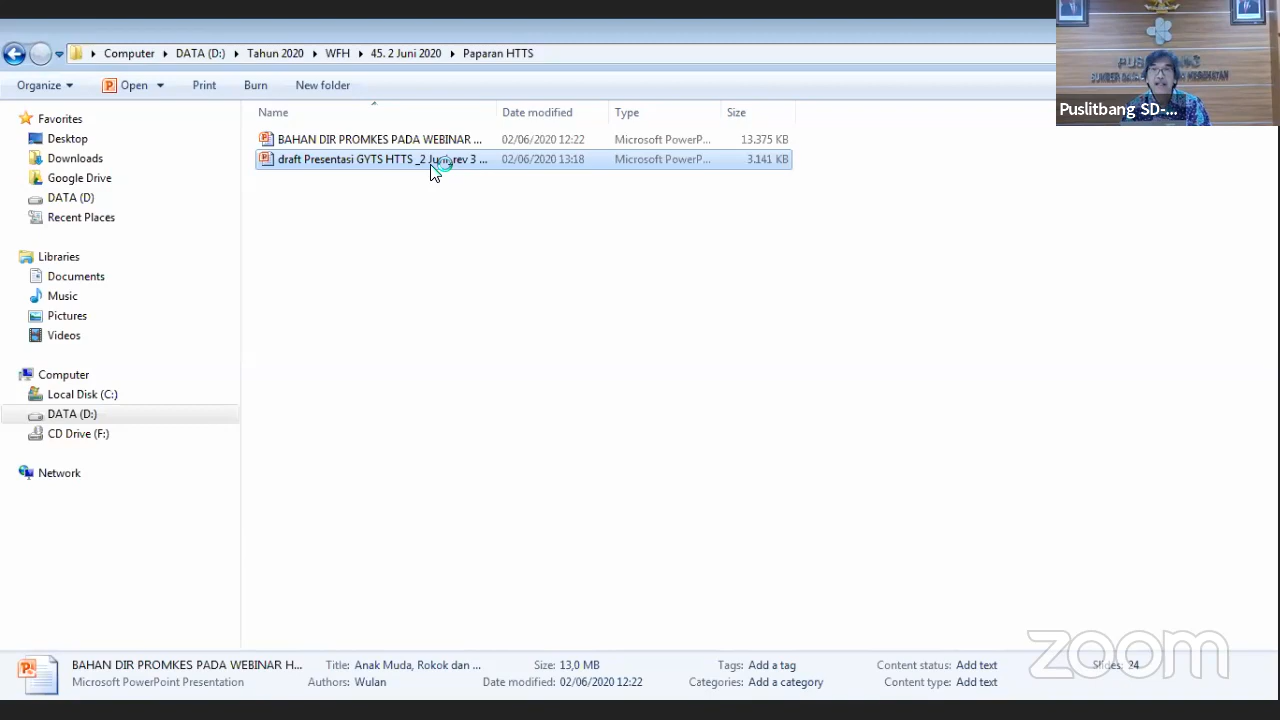 Computer ▸ DATA (D:) ▸ Tahun 2020 ▸ WFH ▸ 45. 2 Juni 2020 ▸ Paparan HTTS
Organize Open Print Burn New folder
SUMBER DAYA
Puslitbang SD-...
Name Date modified Type Size
BAHAN DIR PROMKES PADA WEBINAR ... 02/06/2020 12:22 Microsoft PowerP... 13.375 KB
draft Presentasi GYTS HTTS _2 rev 3 ... 02/06/2020 13:18 Microsoft PowerP... 3.141 KB
Favorites
Desktop
Downloads
Google Drive
DATA (D)
Recent Places
Libraries
Documents
Music
Pictures
Videos
Computer
Local Disk (C:)
DATA (D:)
CD Drive (F:)
Network
BAHAN DIR PROMKES PADA WEBINAR H... Title: Anak Muda, Rokok dan ... Size: 13,0 MB Tags: Add a tag Content status: Add text Slides: 24
Microsoft PowerPoint Presentation Authors: Wulan Date modified: 02/06/2020 12:22 Categories: Add a category Content type: Add text
zoom